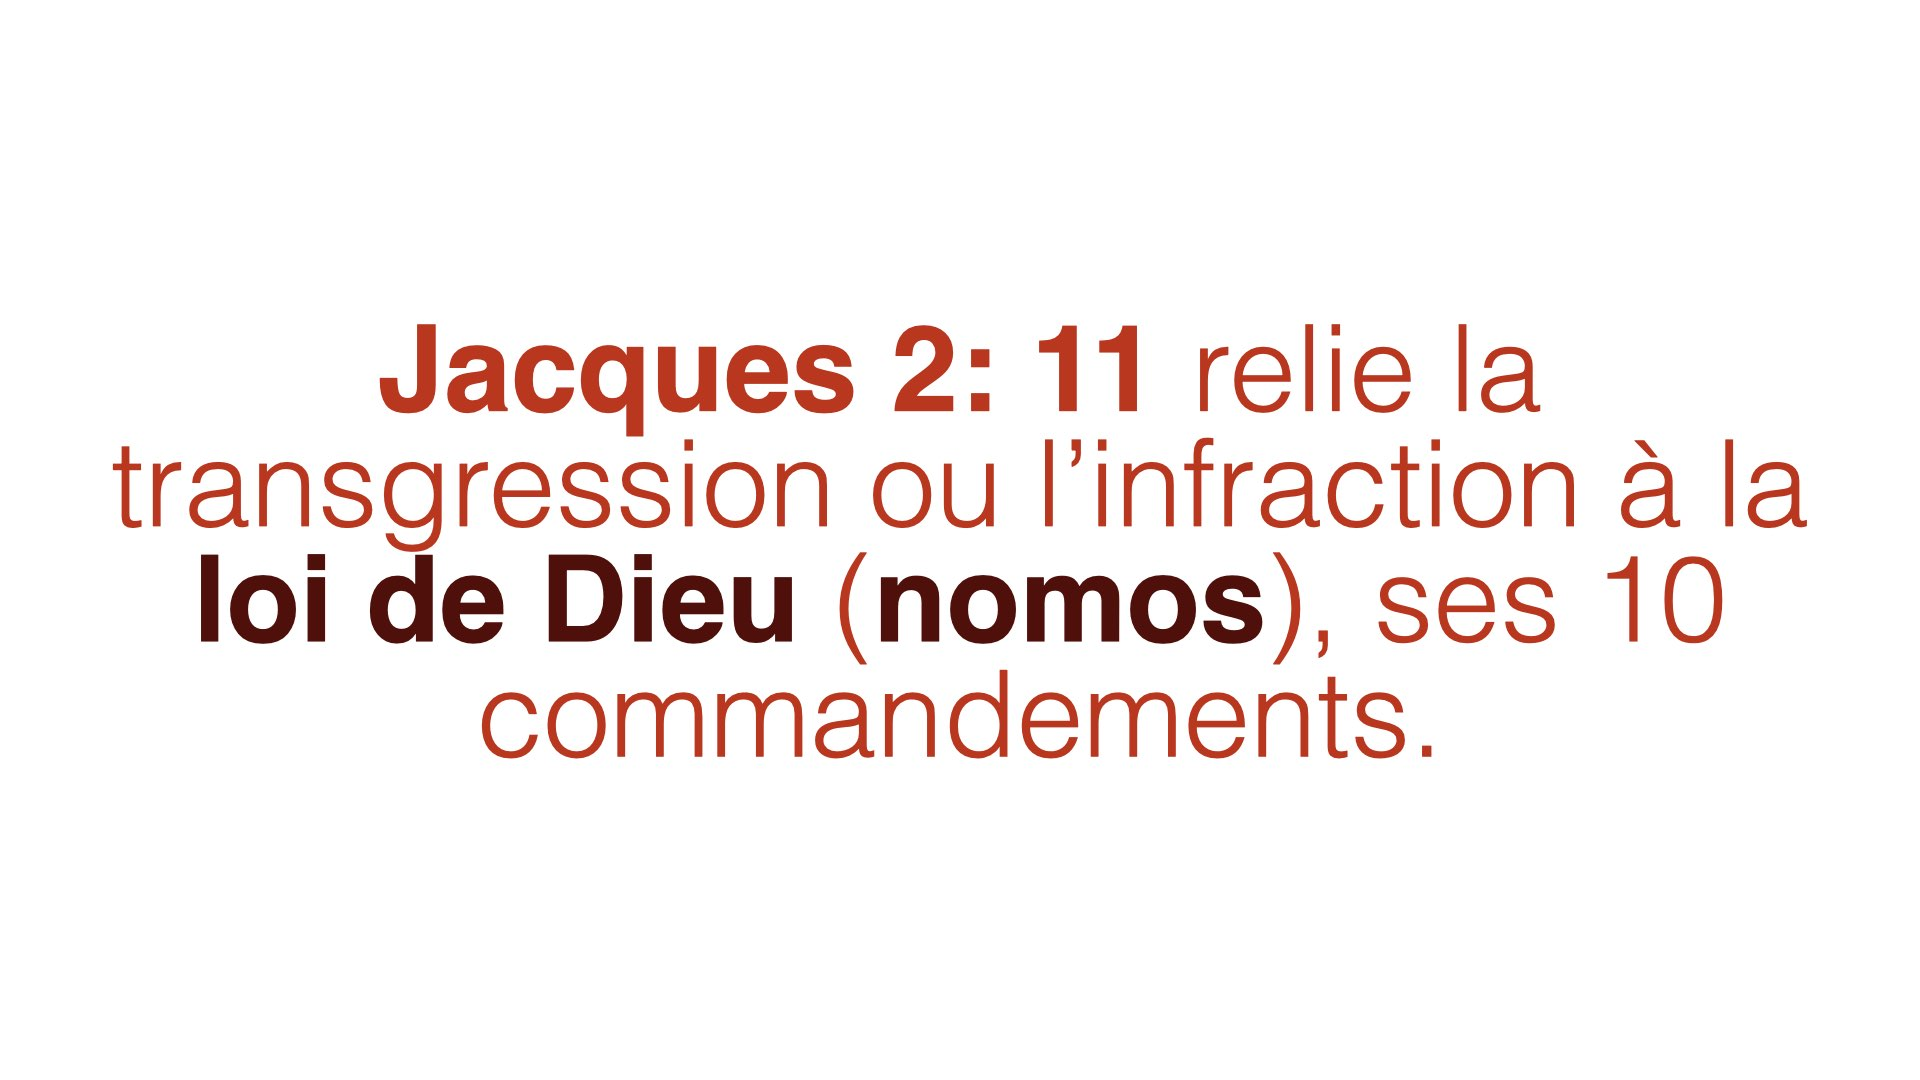 Jacques 2: 11 relie la
transgression ou l’infraction à la
loi de Dieu (nomos), ses 10
commandements.